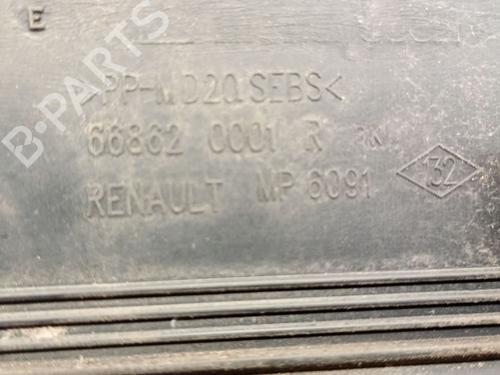 E
B-PARTS
>PP-MD20 SEBS<
66862 0001 R
RENAULT MP 6091 132